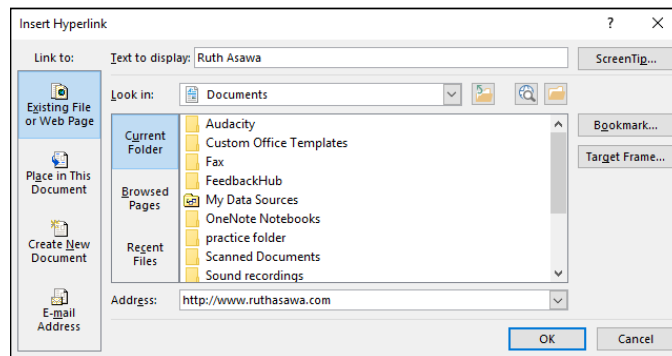 Insert Hyperlink
? X
Link to:
Text to display: Ruth Asawa
ScreenTip...
Existing File
or Web Page
Look in: Documents
Current
Folder
Audacity
Custom Office Templates
Fax
FeedbackHub
My Data Sources
OneNote Notebooks
practice folder
Scanned Documents
Sound recordings
Bookmark...
Target Frame...
Place in This
Document
Browsed
Pages
Create New
Document
Recent
Files
E-mail
Address
Address: http://www.ruthasawa.com
OK
Cancel